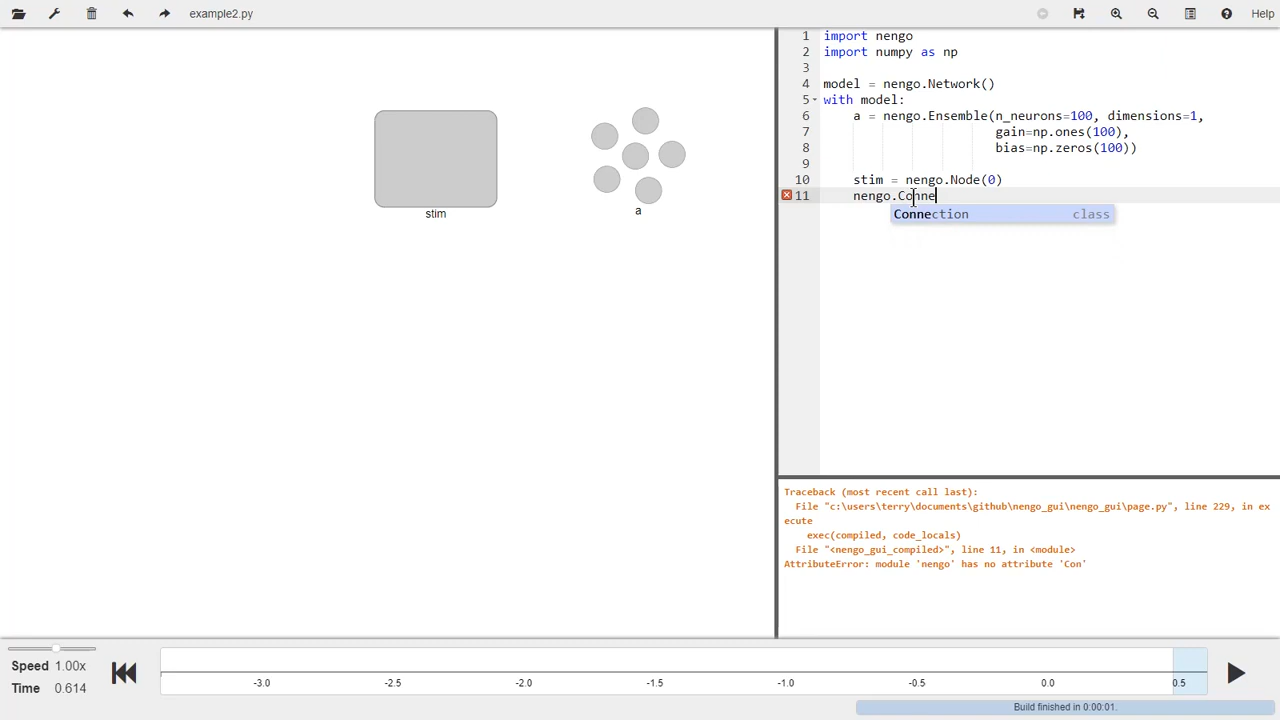 example2.py
Help
stim
a
1 import nengo
2 import numpy as np
3
4 model = nengo.Network()
5 with model:
6 a = nengo.Ensemble(n_neurons=100, dimensions=1,
7 gain=np.ones(100),
8 bias=np.zeros(100))
9
10 stim = nengo.Node(0)
11 nengo.Conne
Connection class
Traceback (most recent call last):
File "c:\users\terry\documents\github\nengo_gui\nengo_gui\page.py", line 229, in ex
ecute
exec(compiled, code_locals)
File "<nengo_gui_compiled>", line 11, in <module>
AttributeError: module 'nengo' has no attribute 'Con'
Speed 1.00x
Time 0.614
-3.0 -2.5 -2.0 -1.5 -1.0 -0.5 0.0 0.5
Build finished in 0:00:01.